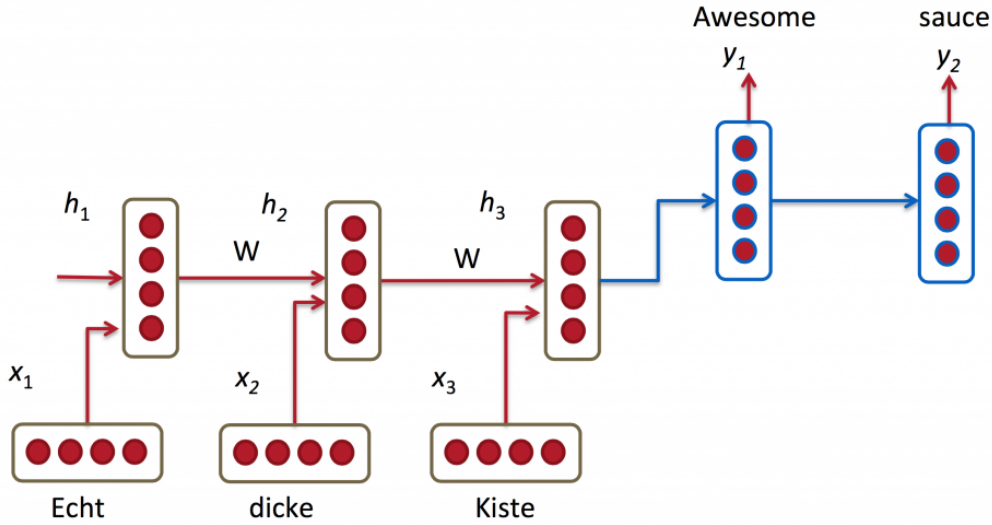 Awesome sauce
y1 y2
h1 h2 h3
W W
x1 x2 x3
Echt dicke Kiste